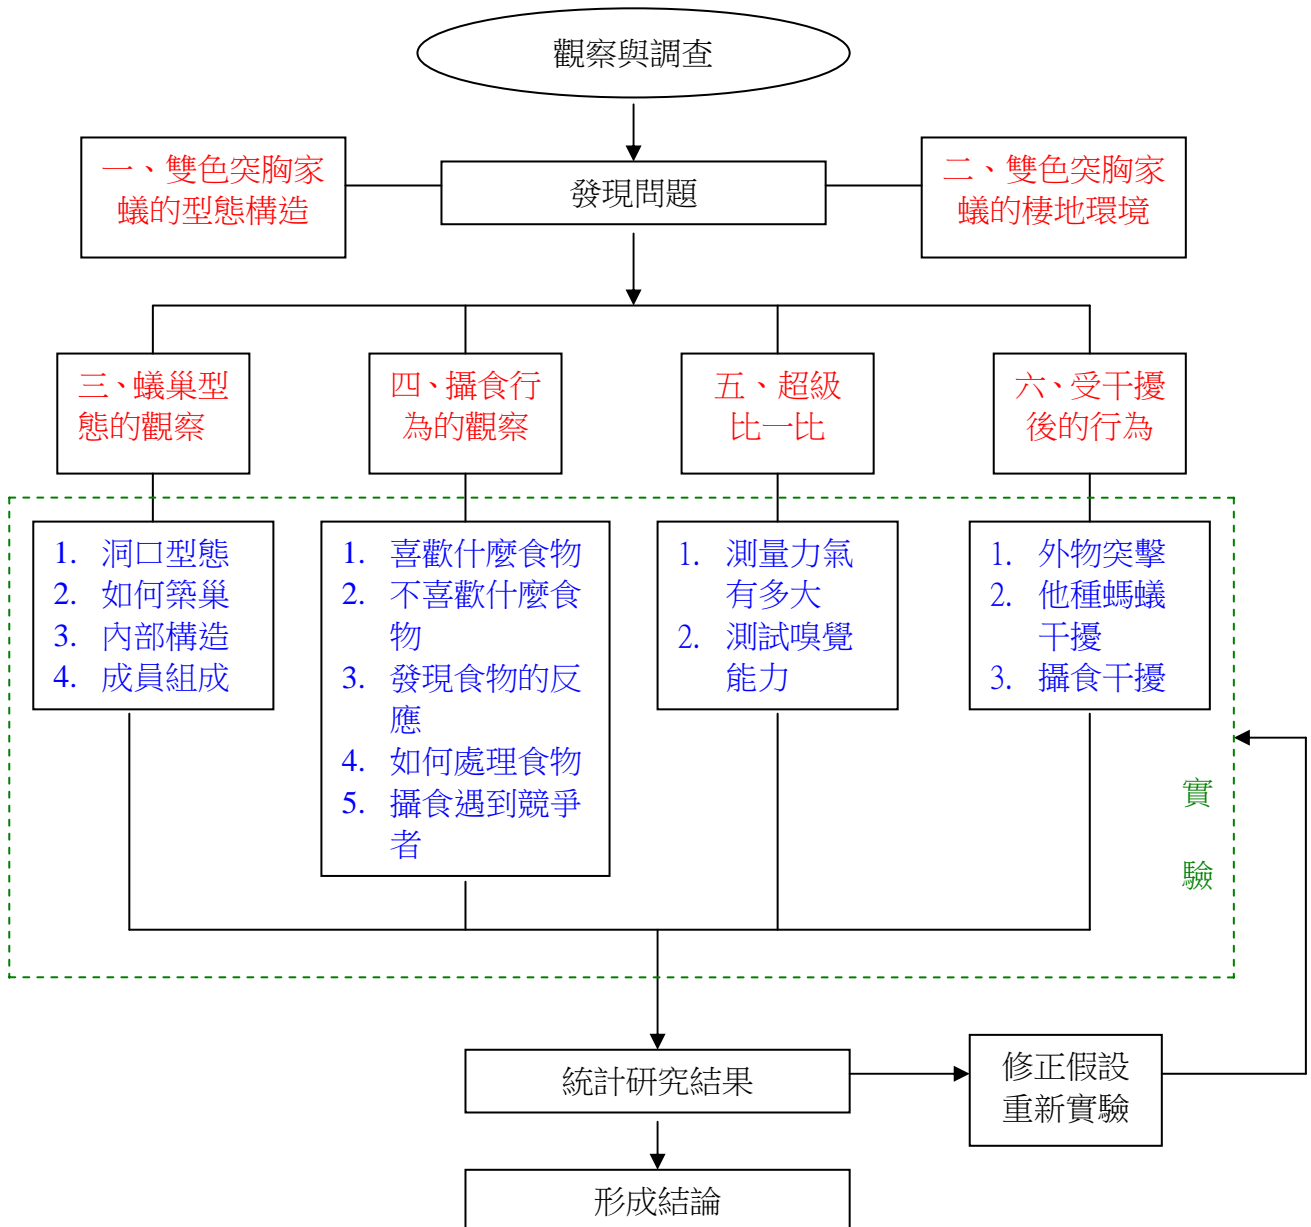 觀察與調查
一、雙色突胸家
蟻的型態構造
發現問題
二、雙色突胸家
蟻的棲地環境
三、蟻巢型
態的觀察
四、攝食行
為的觀察
五、超級
比一比
六、受干擾
後的行為
1. 洞口型態
2. 如何築巢
3. 內部構造
4. 成員組成
1. 喜歡什麼食物
2. 不喜歡什麼食
物
3. 發現食物的反
應
4. 如何處理食物
5. 攝食遇到競爭
者
1. 測量力氣
有多大
2. 測試嗅覺
能力
1. 外物突擊
2. 他種螞蟻
干擾
3. 攝食干擾
實
驗
統計研究結果
修正假設
重新實驗
形成結論